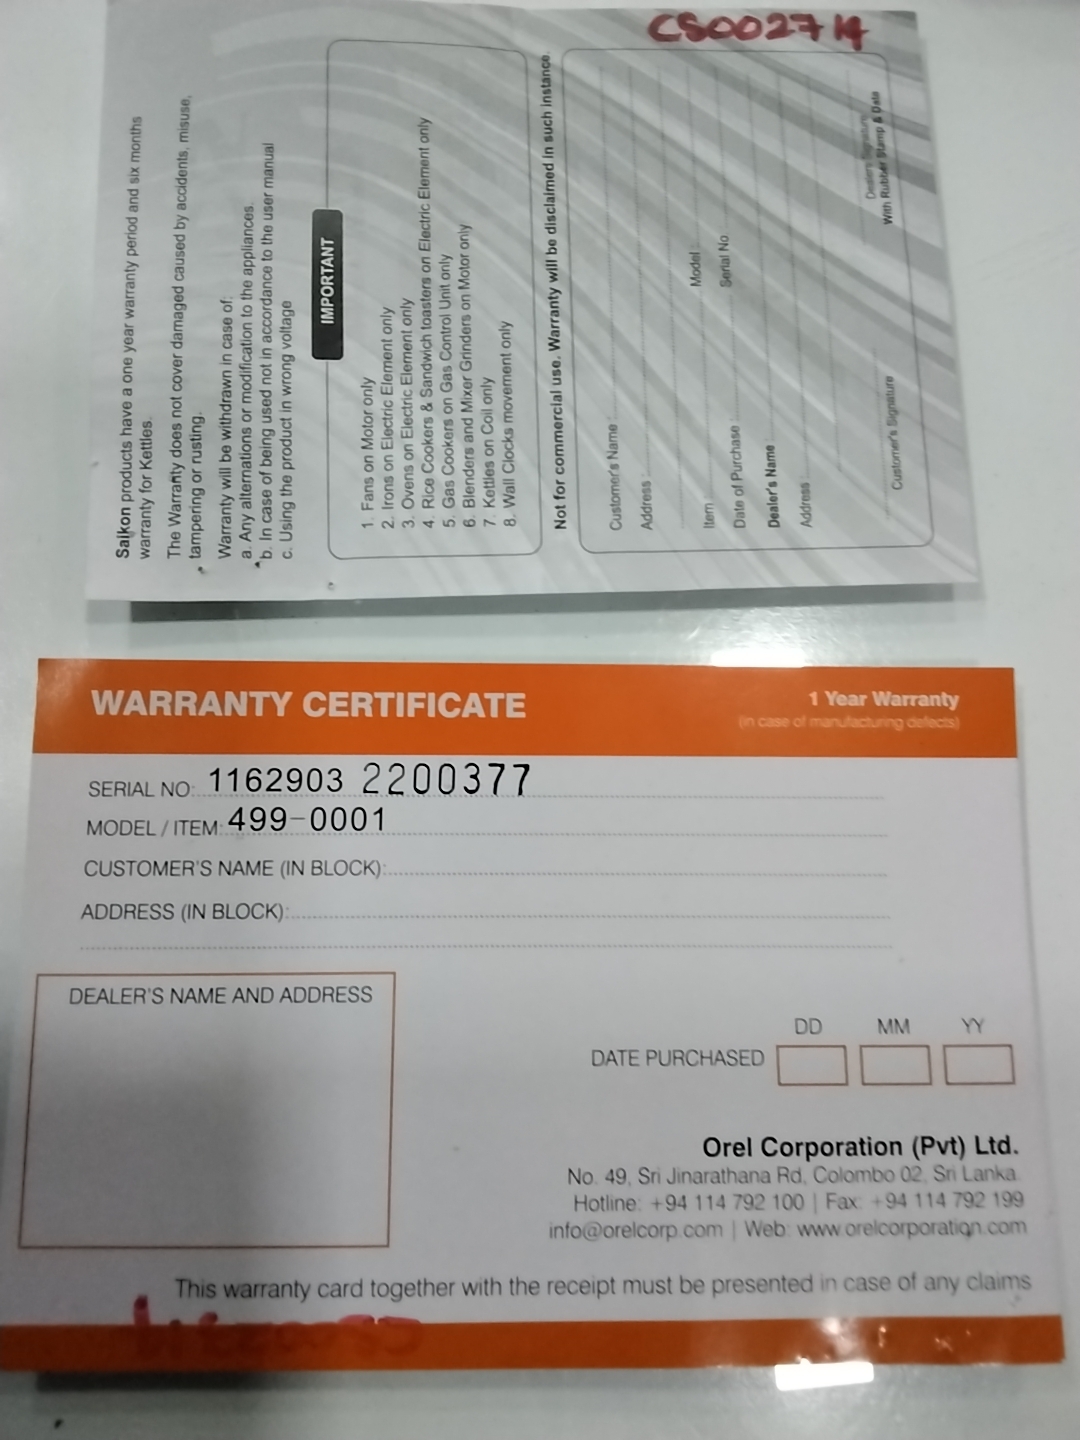 CS002714
Saikon products have a one year warranty period and six months
warranty for Kettles.
The Warranty does not cover damaged caused by accidents, misuse,
tampering or rusting.
Warranty will be withdrawn in case of:
a. Any alternations or modification to the appliances.
b. In case of being used not in accordance to the user manual
c. Using the product in wrong voltage
IMPORTANT
1. Fans on Motor only
2. Irons on Electric Element only
3. Ovens on Electric Element only
4. Rice Cookers & Sandwich toasters on Electric Element only
5. Gas Cookers on Gas Control Unit only
6. Blenders and Mixer Grinders on Motor only
7. Kettles on Coil only
8. Wall Clocks movement only
Not for commercial use. Warranty will be disclaimed in such instance.
Customer's Name :
Address :
Item Model
Date of Purchase : Serial No.
Dealer's Name
Address :
Customer's Signature
Dealers Signature
With Rubber Stamp & Date
WARRANTY CERTIFICATE
1 Year Warranty
(in case of manufacturing defects)
SERIAL NO: 1162903 2200377
MODEL / ITEM: 499-0001
CUSTOMER'S NAME (IN BLOCK):
ADDRESS (IN BLOCK):
DEALER'S NAME AND ADDRESS
DD MM YY
DATE PURCHASED
Orel Corporation (Pvt) Ltd.
No. 49, Sri Jinarathana Rd, Colombo 02, Sri Lanka.
Hotline: +94 114 792 100 | Fax: +94 114 792 199
info@orelcorp.com | Web: www.orelcorporation.com
This warranty card together with the receipt must be presented in case of any claims